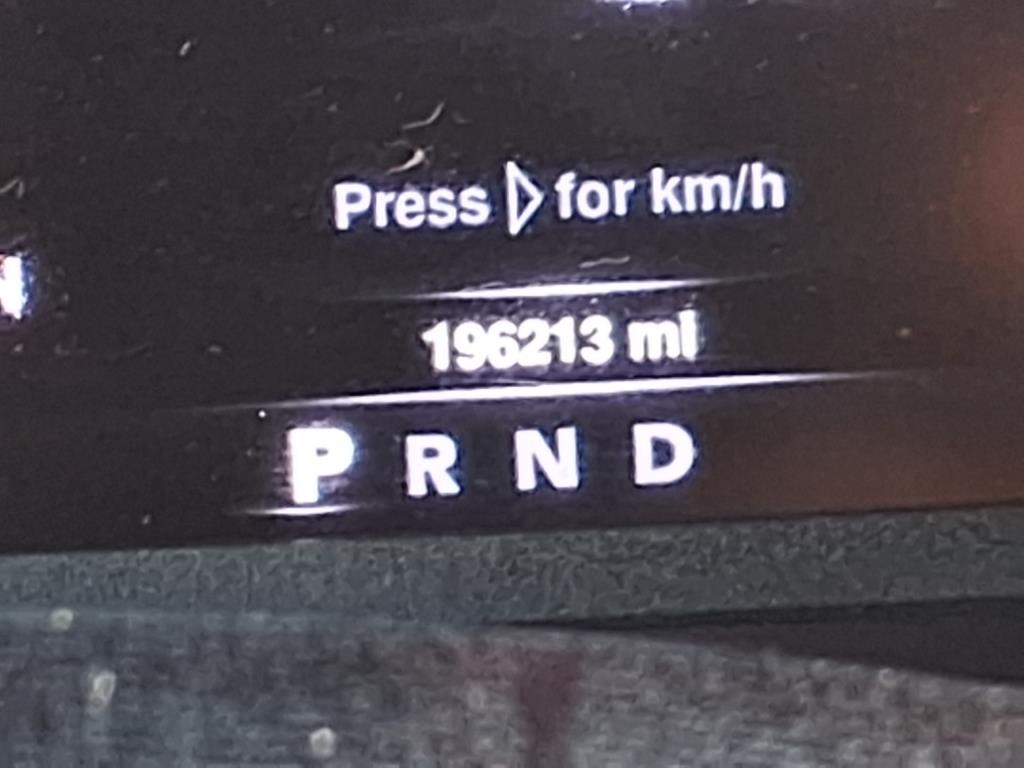 Press ▷ for km/h
196213 mi
P R N D